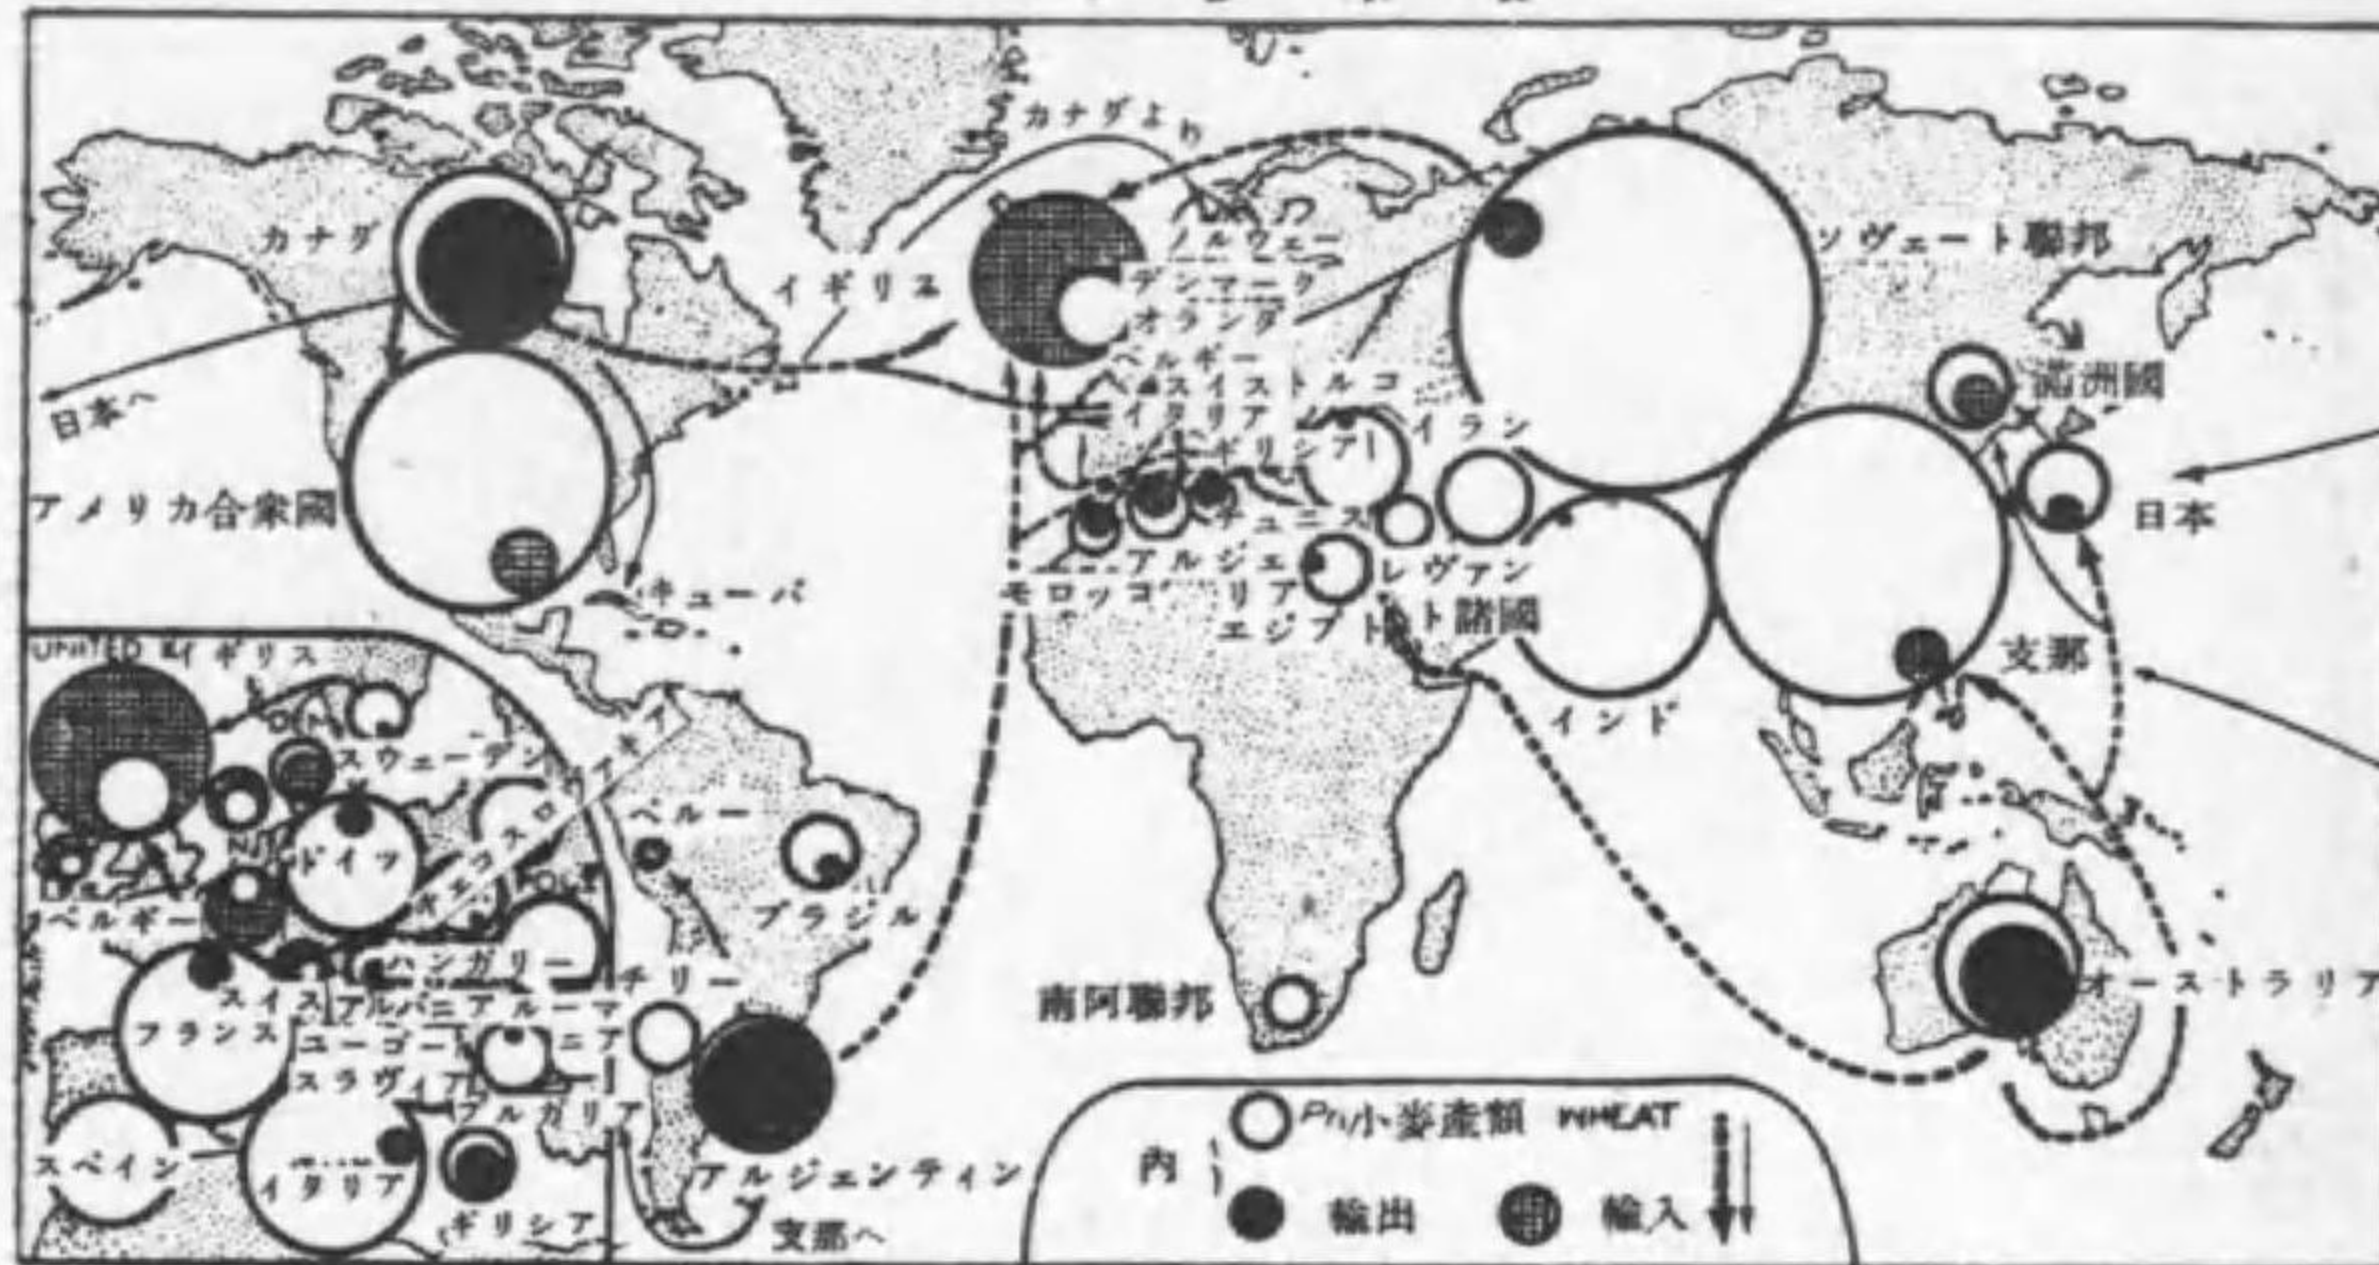 カナダより
カナダ
ノルウェー
ソヴェート聯邦
イギリス
デンマーク
オランダ
ベルギー
スイス
トルコ
満洲國
日本へ
イタリア
イラン
ギリシア
アメリカ合衆國
日本
チュニス
アルジェリア
レヴァント諸國
モロッコ
キューバ
エジプト
支那
UNITED K
イギリス
インド
スウェーデン
ペルー
ドイツ
ベルギー
ブラジル
ハンガリー
チリー
スイス
アルバニア
ルーマニア
南阿聯邦
オーストラリア
フランス
ユーゴースラヴィア
ブルガリア
スペイン
イタリア
アルジェンティン
ギリシア
支那へ
小麥産額 WHEAT
内
輸出
輸入